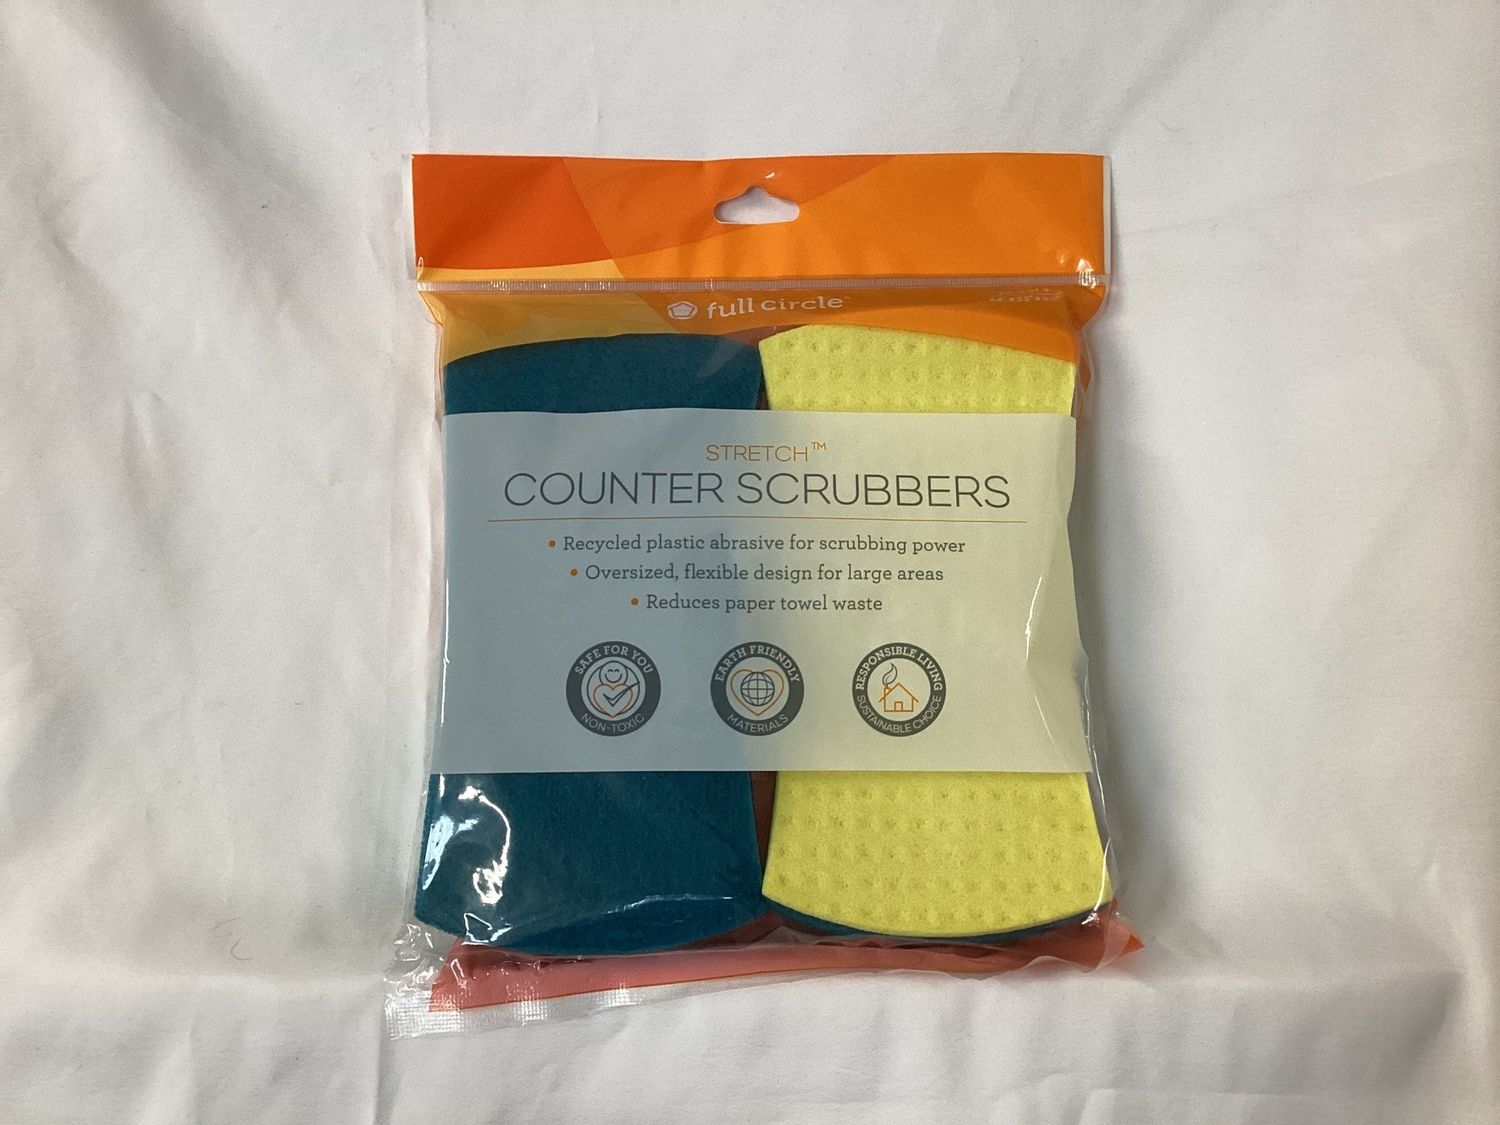 full circle
STRETCH™
COUNTER SCRUBBERS
• Recycled plastic abrasive for scrubbing power
• Oversized, flexible design for large areas
• Reduces paper towel waste
SAFE FOR YOU
NON-TOXIC
EARTH FRIENDLY
MATERIALS
RESPONSIBLE LIVING
SUSTAINABLE CHOICE